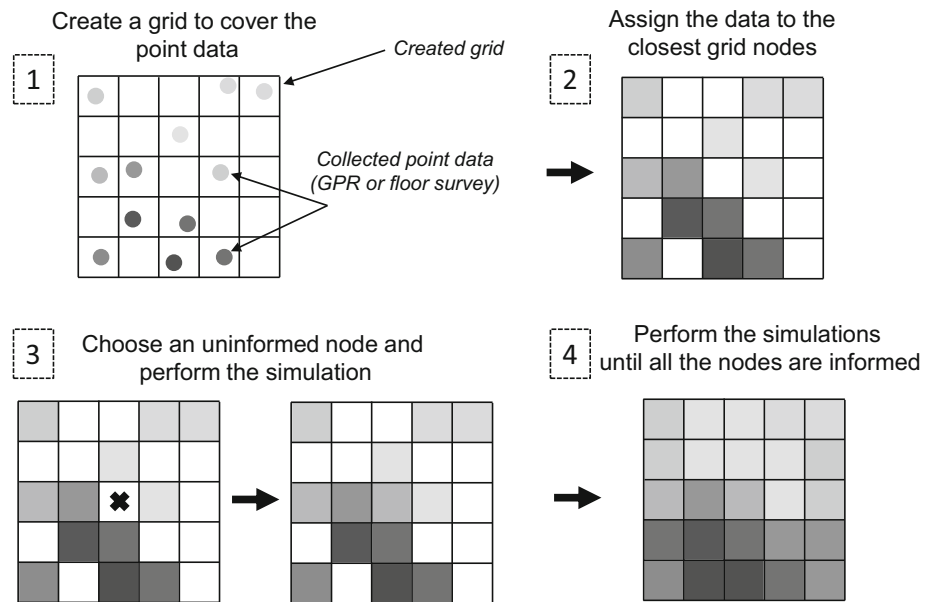 Create a grid to cover the
point data
1
Created grid
Collected point data
(GPR or floor survey)
Assign the data to the
closest grid nodes
2
3
Choose an uninformed node and
perform the simulation
4
Perform the simulations
until all the nodes are informed